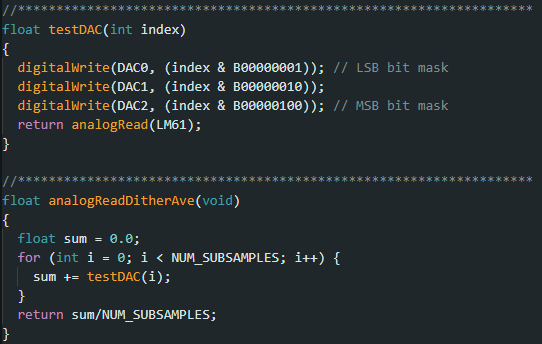 //*******************************************************************
float testDAC(int index)
{
  digitalWrite(DAC0, (index & B00000001)); // LSB bit mask
  digitalWrite(DAC1, (index & B00000010));
  digitalWrite(DAC2, (index & B00000100)); // MSB bit mask
  return analogRead(LM61);
}
//*******************************************************************
float analogReadDitherAve(void)
{
  float sum = 0.0;
  for (int i = 0; i < NUM_SUBSAMPLES; i++) {
    sum += testDAC(i);
  }
  return sum/NUM_SUBSAMPLES;
}